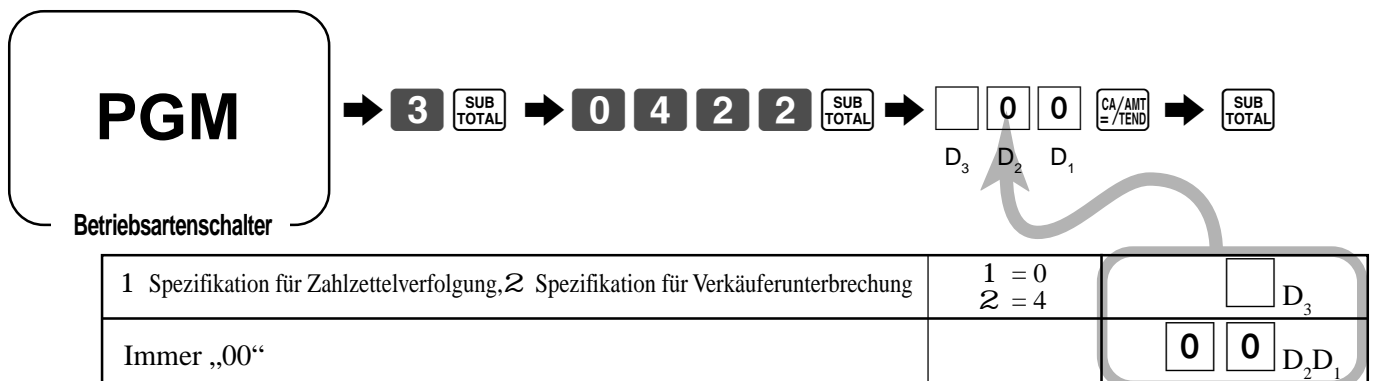 PGM
3 SUB TOTAL 0 4 2 2 SUB TOTAL 0 0 CA/AMT = /TEND SUB TOTAL
D3 D2 D1
Betriebsartenschalter
1 Spezifikation für Zahlzettelverfolgung, 2 Spezifikation für Verkäuferunterbrechung 1 = 0 2 = 4 D3
Immer „00“ 0 0 D2D1